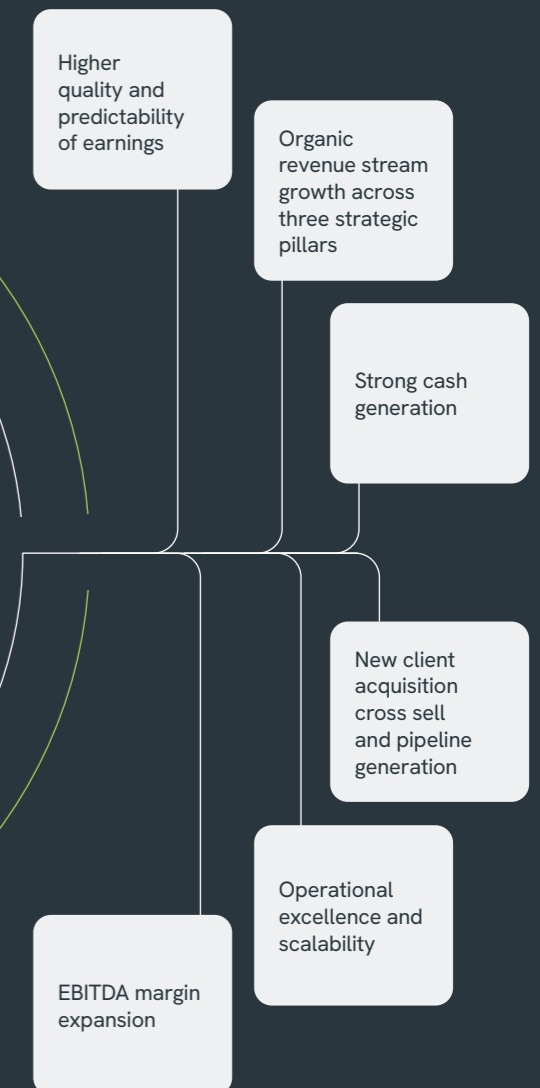 Higher
quality and
predictability
of earnings
Organic
revenue stream
growth across
three strategic
pillars
Strong cash
generation
New client
acquisition
cross sell
and pipeline
generation
Operational
excellence and
scalability
EBITDA margin
expansion